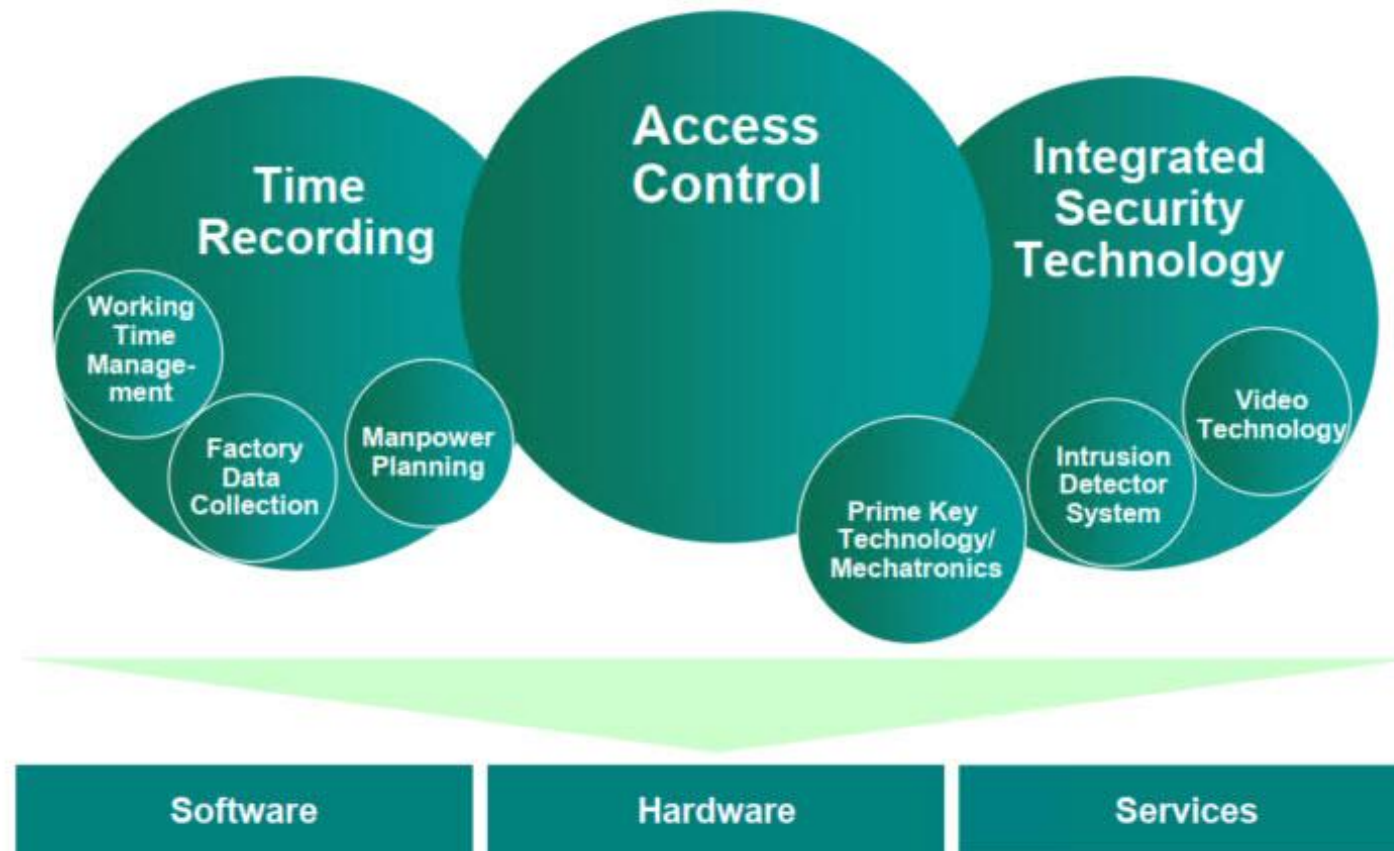 Time
Recording
Working
Time
Manage-
ment
Factory
Data
Collection
Manpower
Planning
Access
Control
Prime Key
Technology/
Mechatronics
Integrated
Security
Technology
Intrusion
Detector
System
Video
Technology
Software
Hardware
Services